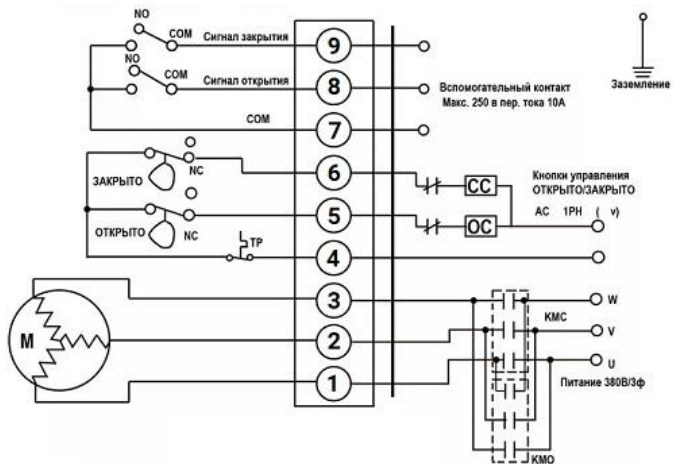 NO
COM
Сигнал закрытия
9
NO
COM
Сигнал открытия
8
Вспомогательный контакт
Макс. 250 в пер. тока 10А
Заземление
COM
7
ЗАКРЫТО
NC
6
CC
Кнопки управления
ОТКРЫТО/ЗАКРЫТО
ОТКРЫТО
NC
5
OC
AC 1PH ( v)
TP
4
3
W
KMC
M
2
V
1
U
Питание 380В/3ф
KMO